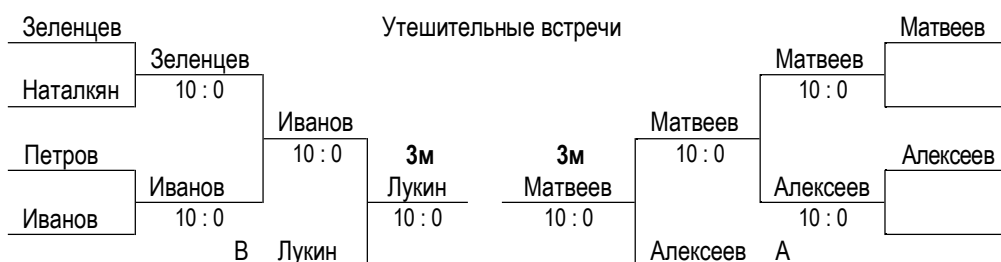 Зеленцев Утешительные встречи Матвеев
Зеленцев Матвеев
Наталкян 10 : 0 10 : 0
Иванов Матвеев
Петров 10 : 0 3м 3м 10 : 0 Алексеев
Иванов Лукин Матвеев Алексеев
Иванов 10 : 0 10 : 0 10 : 0 10 : 0
В Лукин Алексеев А